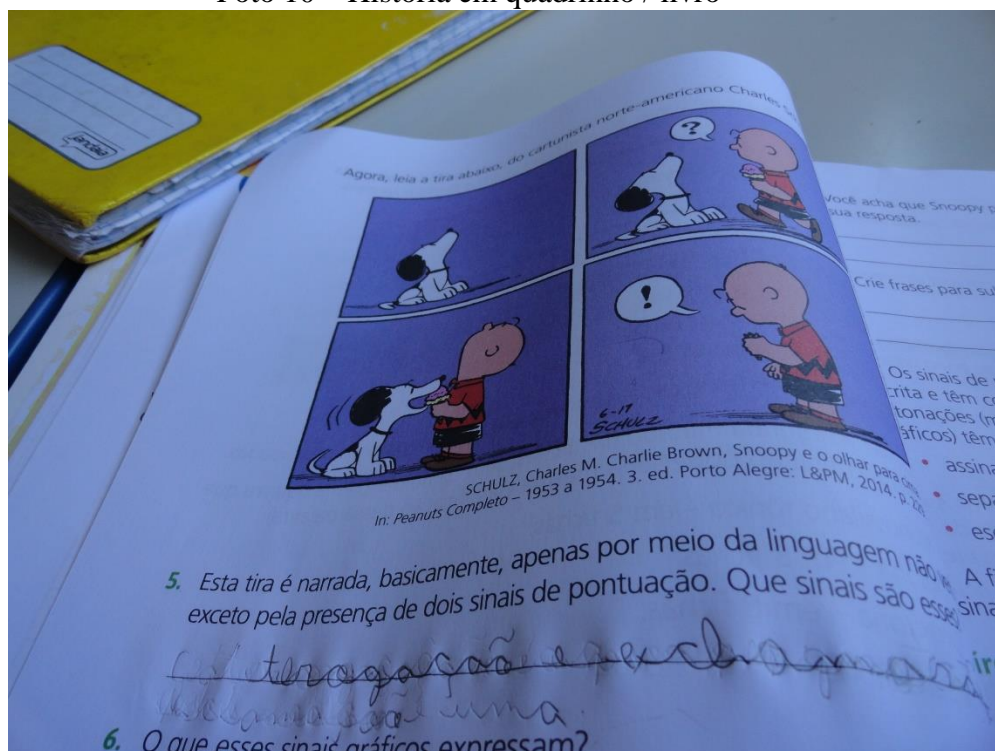 Foto 10 – História em quadrinho / livro
jandaia
Agora, leia a tira abaixo, do cartunista norte-americano Charles
?
!
6-17
SCHULZ
SCHULZ, Charles M. Charlie Brown, Snoopy e o olhar para
In: Peanuts Completo – 1953 a 1954. 3. ed. Porto Alegre: L&PM, 2014, p.
5. Esta tira é narrada, basicamente, apenas por meio da linguagem não
exceto pela presença de dois sinais de pontuação. Que sinais são esses
terogação e
uma
6. O que esses sinais gráficos expressam?
Você acha que Snoopy
sua resposta.
Crie frases para
Os sinais de
crita e têm
tonações
áficos) têm
• assina
• sepa
• es
A
sina